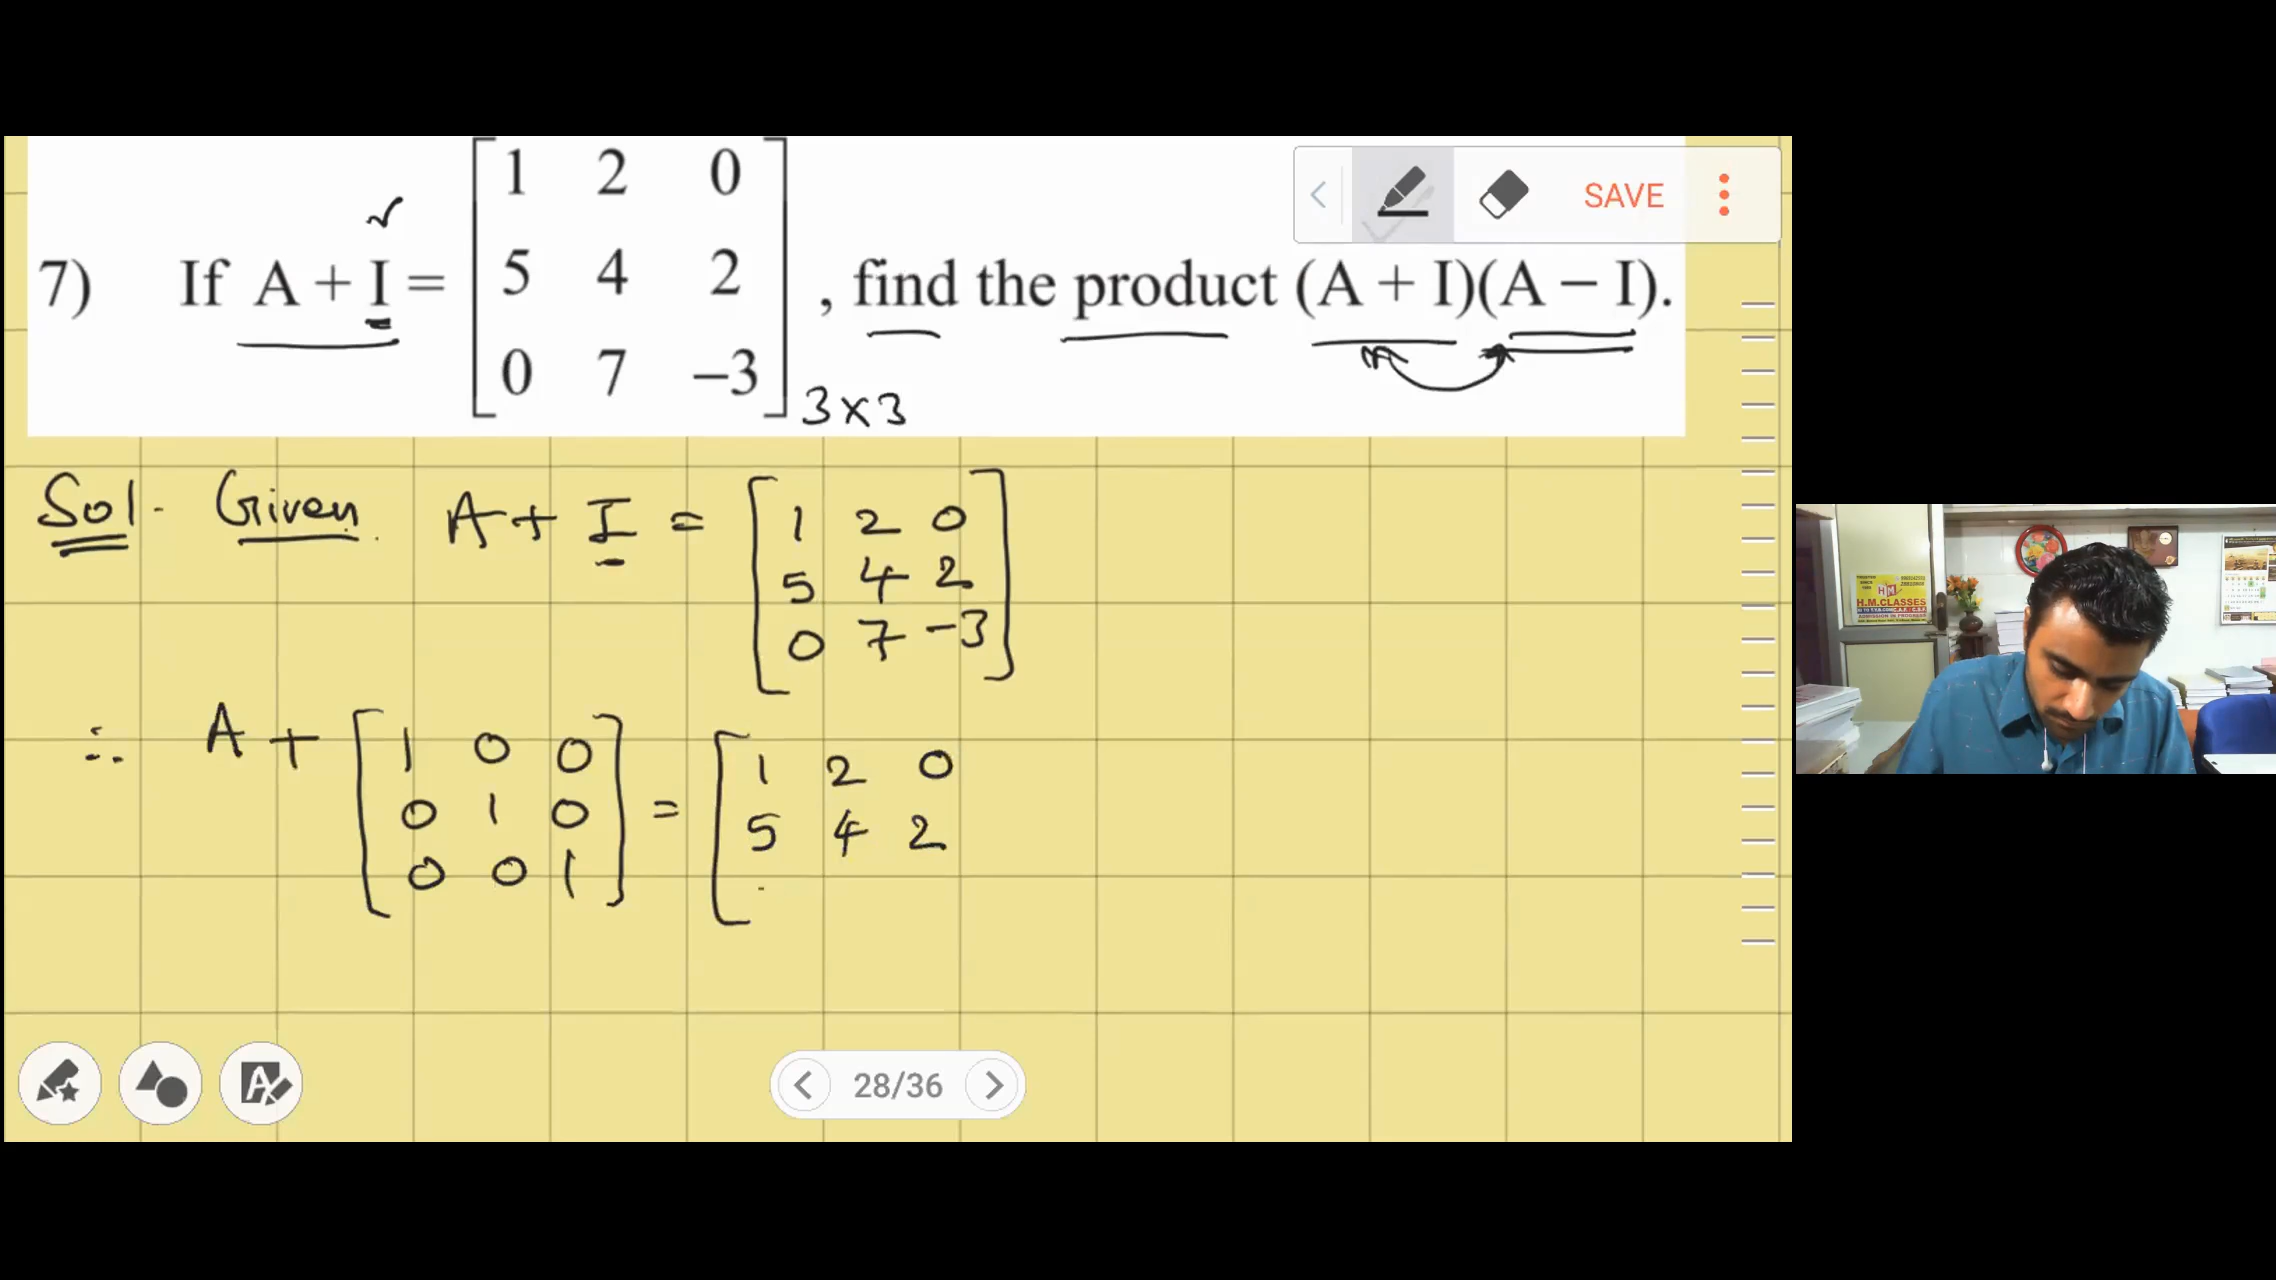 7) If A + I = [1 2 0
5 4 2
0 7 −3] , find the product (A + I)(A − I).
3×3
SAVE
Sol. Given A + I = [1 2 0
5 4 2
0 7 -3]
∴ A + [1 0 0
0 1 0
0 0 1] = [1 2 0
5 4 2
28/36
H.M.CLASSES